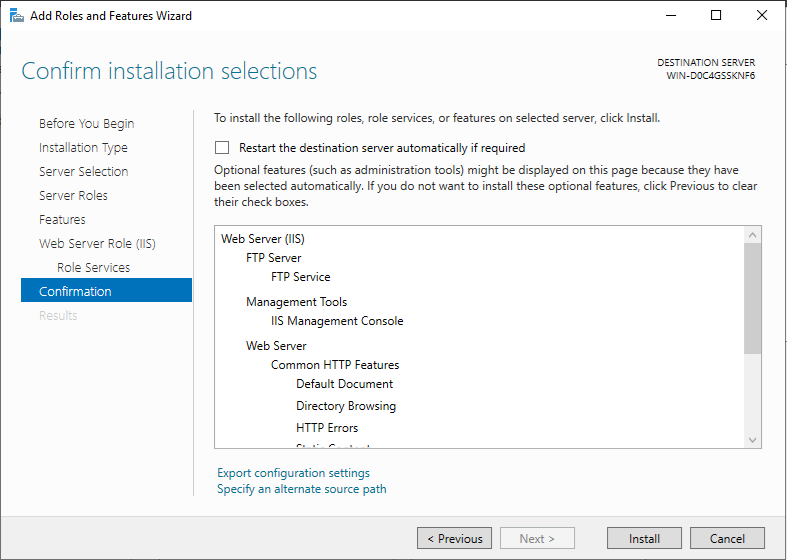 Add Roles and Features Wizard
Confirm installation selections
DESTINATION SERVER
WIN-D0C4GSSKNF6
Before You Begin
Installation Type
Server Selection
Server Roles
Features
Web Server Role (IIS)
Role Services
Confirmation
Results
To install the following roles, role services, or features on selected server, click Install.
Restart the destination server automatically if required
Optional features (such as administration tools) might be displayed on this page because they have
been selected automatically. If you do not want to install these optional features, click Previous to clear
their check boxes.
Web Server (IIS)
FTP Server
FTP Service
Management Tools
IIS Management Console
Web Server
Common HTTP Features
Default Document
Directory Browsing
HTTP Errors
Static Content
Export configuration settings
Specify an alternate source path
< Previous
Next >
Install
Cancel